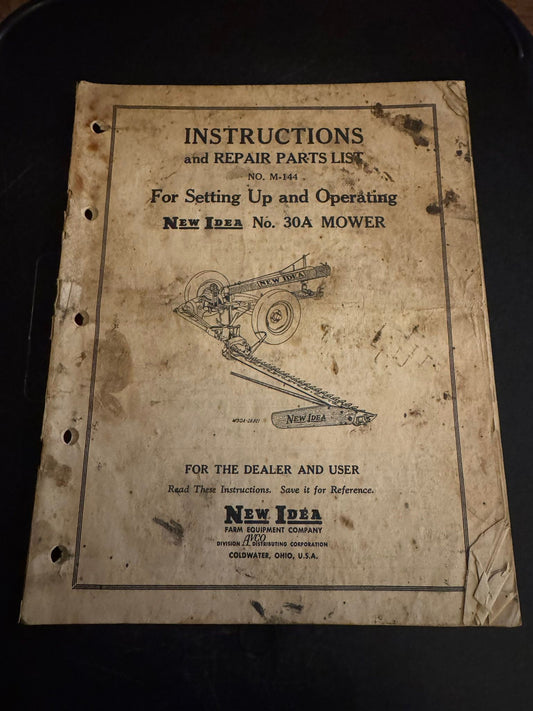 INSTRUCTIONS
and REPAIR PARTS LIST
NO. M-144
For Setting Up and Operating
NEW IDEA No. 30A MOWER
NEW IDEA
NEW IDEA
FOR THE DEALER AND USER
Read These Instructions. Save it for Reference.
NEW IDEA
FARM EQUIPMENT COMPANY
DIVISION AVCO DISTRIBUTING CORPORATION
COLDWATER, OHIO, U.S.A.